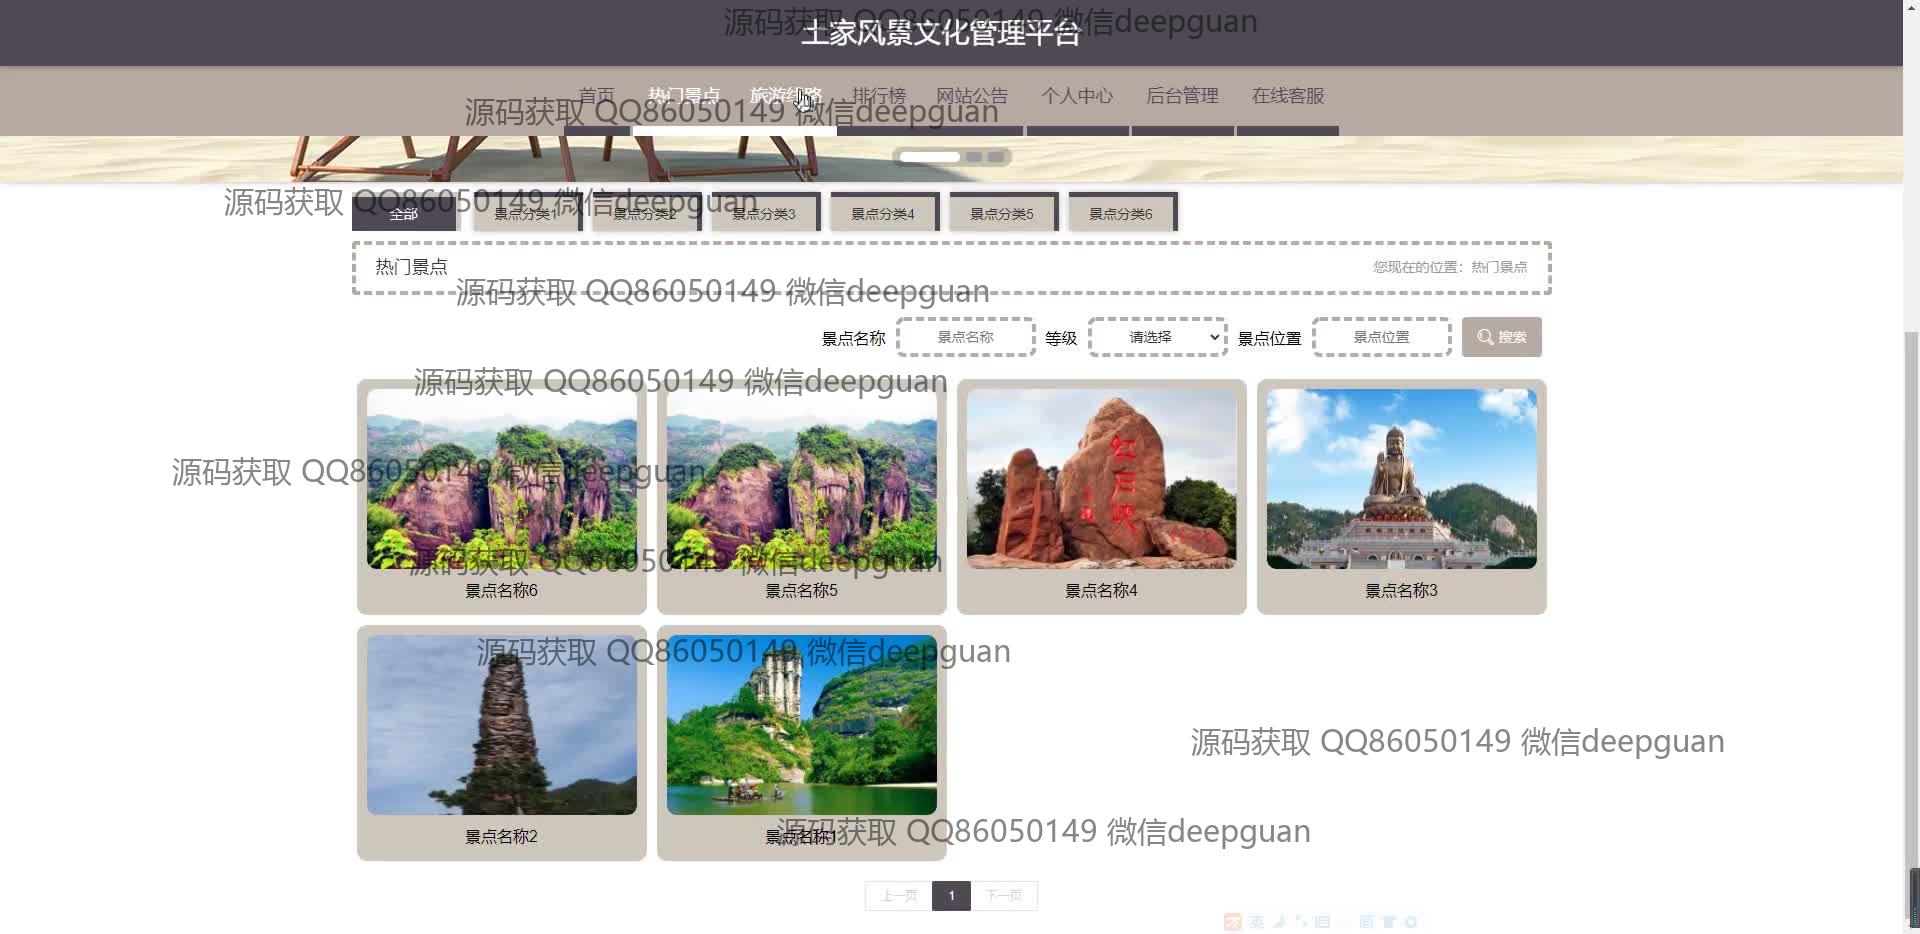 源码获取 QQ86050149 微信deepguan
土家风景文化管理平台
首页 热门景点 旅游线路 排行榜 网站公告 个人中心 后台管理 在线客服
源码获取 QQ86050149 微信deepguan
源码获取 QQ86050149 微信deepguan
全部 景点分类1 景点分类2 景点分类3 景点分类4 景点分类5 景点分类6
热门景点 您现在的位置：热门景点
源码获取 QQ86050149 微信deepguan
景点名称 景点名称 等级 请选择 景点位置 景点位置 搜索
源码获取 QQ86050149 微信deepguan
红石峡
源码获取 QQ86050149 微信deepguan
源码获取 QQ86050149 微信deepguan
景点名称6 景点名称5 景点名称4 景点名称3
源码获取 QQ86050149 微信deepguan
源码获取 QQ86050149 微信deepguan
源码获取 QQ86050149 微信deepguan
景点名称2 景点名称1
上一页 1 下一页
英 简